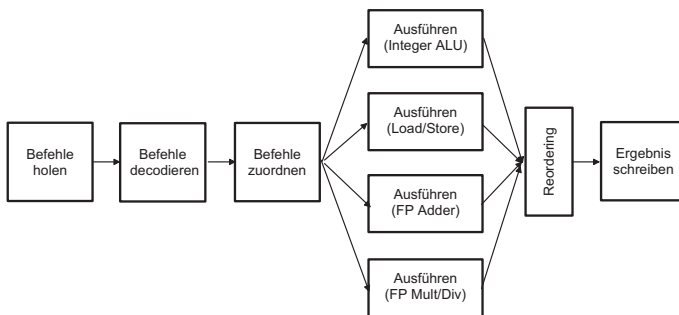 Befehle
holen
Befehle
decodieren
Befehle
zuordnen
Ausführen
(Integer ALU)
Ausführen
(Load/Store)
Ausführen
(FP Adder)
Ausführen
(FP Mult/Div)
Reordering
Ergebnis
schreiben